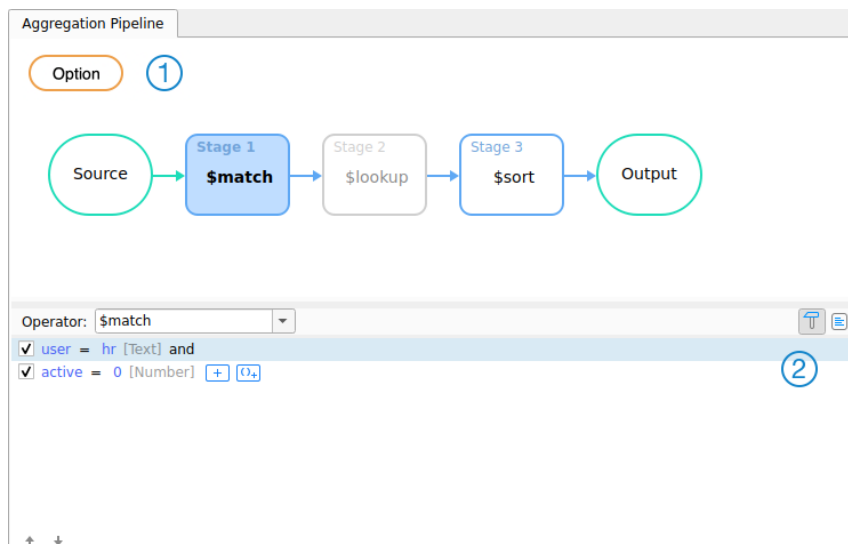 Aggregation Pipeline
Option 1
Stage 1 Stage 2 Stage 3
Source $match $lookup $sort Output
Operator: $match
user = hr [Text] and
active = 0 [Number] + ()+
2